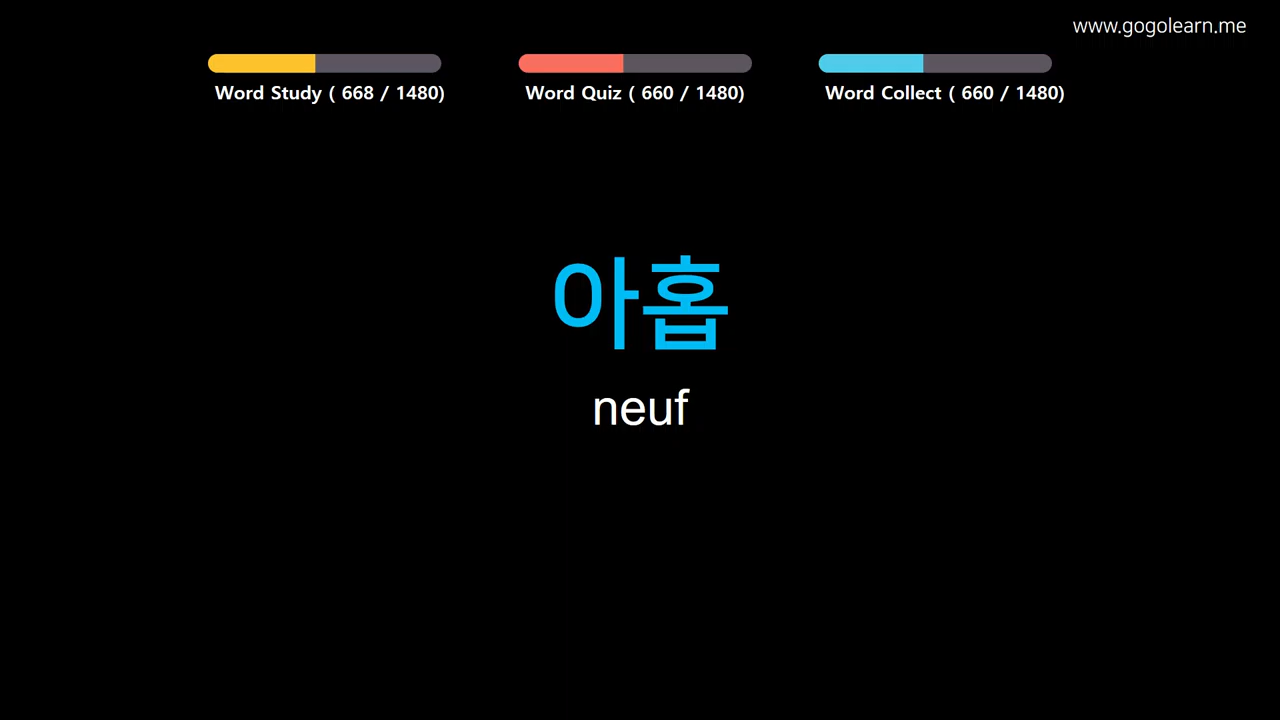 www.gogolearn.me
Word Study ( 668 / 1480)
Word Quiz ( 660 / 1480)
Word Collect ( 660 / 1480)
아홉
neuf